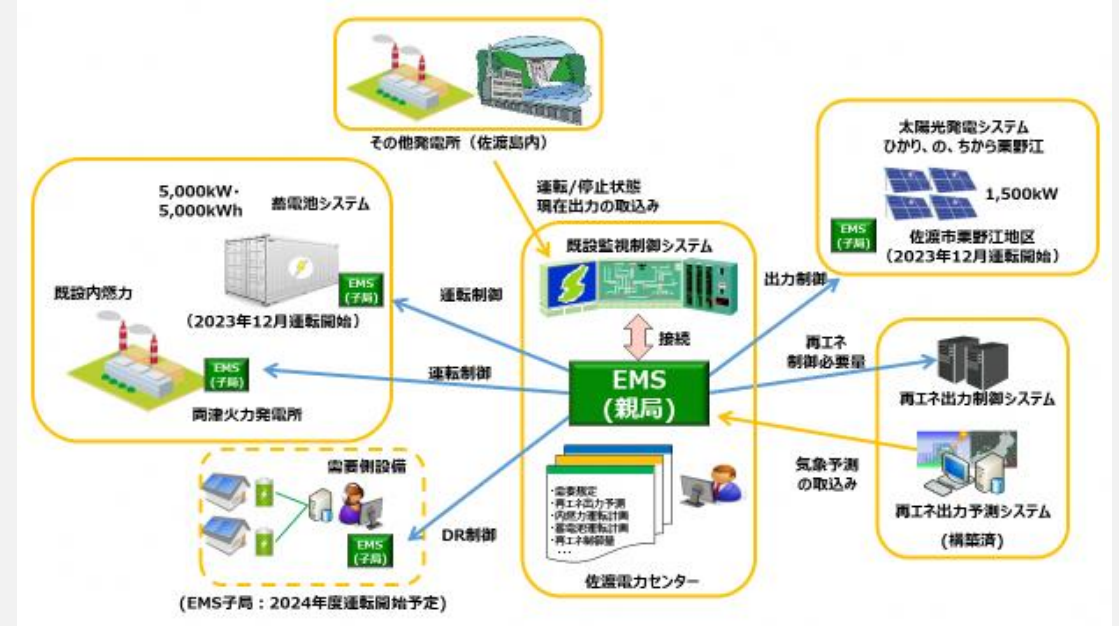 その他発電所（佐渡島内）
運転/停止状態
現在出力の取込み
太陽光発電システム
ひかり、の、ちから栗野江
1,500kW
EMS
(子局)
佐渡市栗野江地区
（2023年12月運転開始）
5,000kW・
5,000kWh
蓄電池システム
EMS
(子局)
（2023年12月運転開始）
既設内燃力
EMS
(子局)
両津火力発電所
既設監視制御システム
接続
EMS
(親局)
運転制御
運転制御
出力制御
再エネ
制御必要量
再エネ出力制御システム
気象予測
の取込み
再エネ出力予測システム
(構築済)
需要側設備
EMS
(子局)
DR制御
(EMS子局：2024年度運転開始予定)
・需要想定
・再エネ出力予測
・内燃力運転計画
・蓄電池運転計画
・再エネ制御量
・・・
佐渡電力センター